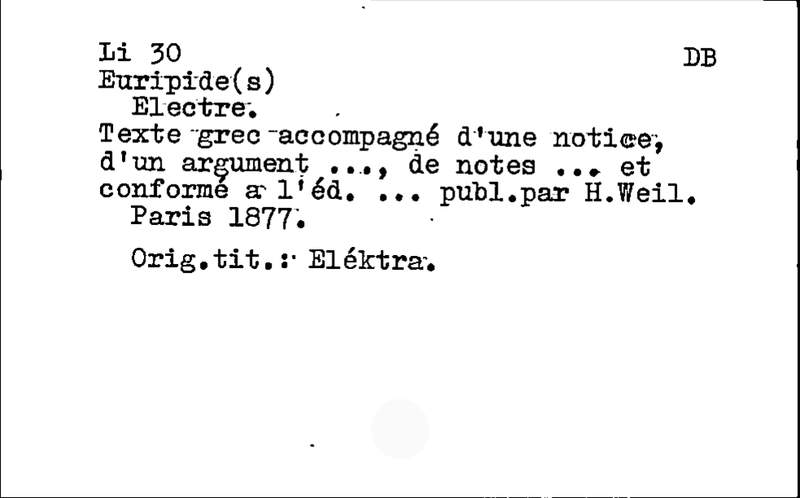 Li 30 DB
Euripide(s)
Electre.
Texte grec accompagné d'une notice,
d'un argument ..., de notes ... et
conformé a l'éd. ... publ.par H.Weil.
Paris 1877.
Orig.tit.: Eléktra.